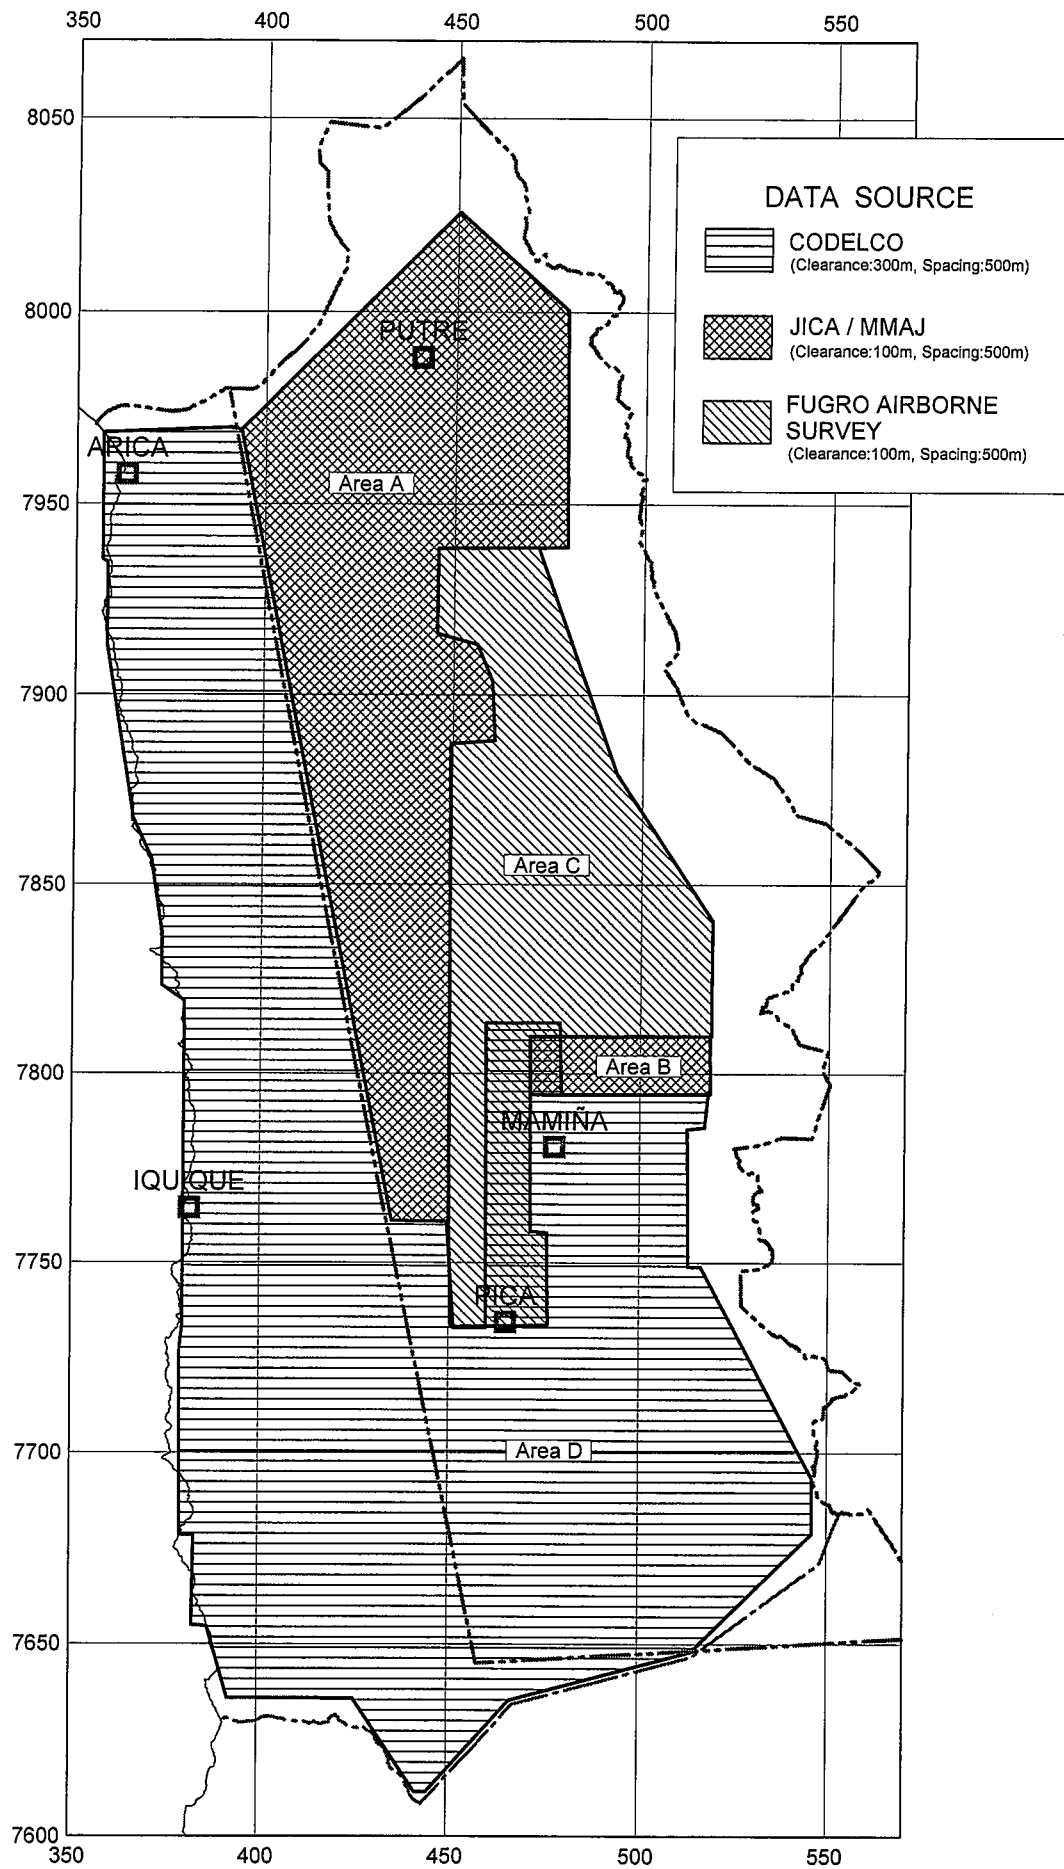 350 400 450 500 550
8050
DATA SOURCE
CODELCO
(Clearance:300m, Spacing:500m)
8000
JICA / MMAJ
(Clearance:100m, Spacing:500m)
PUTRE
FUGRO AIRBORNE
SURVEY
(Clearance:100m, Spacing:500m)
ARICA
Area A
7950
7900
Area C
7850
7800
Area B
MAMIÑA
IQUIQUE
7750
PICA
7700
Area D
7650
7600
350 400 450 500 550